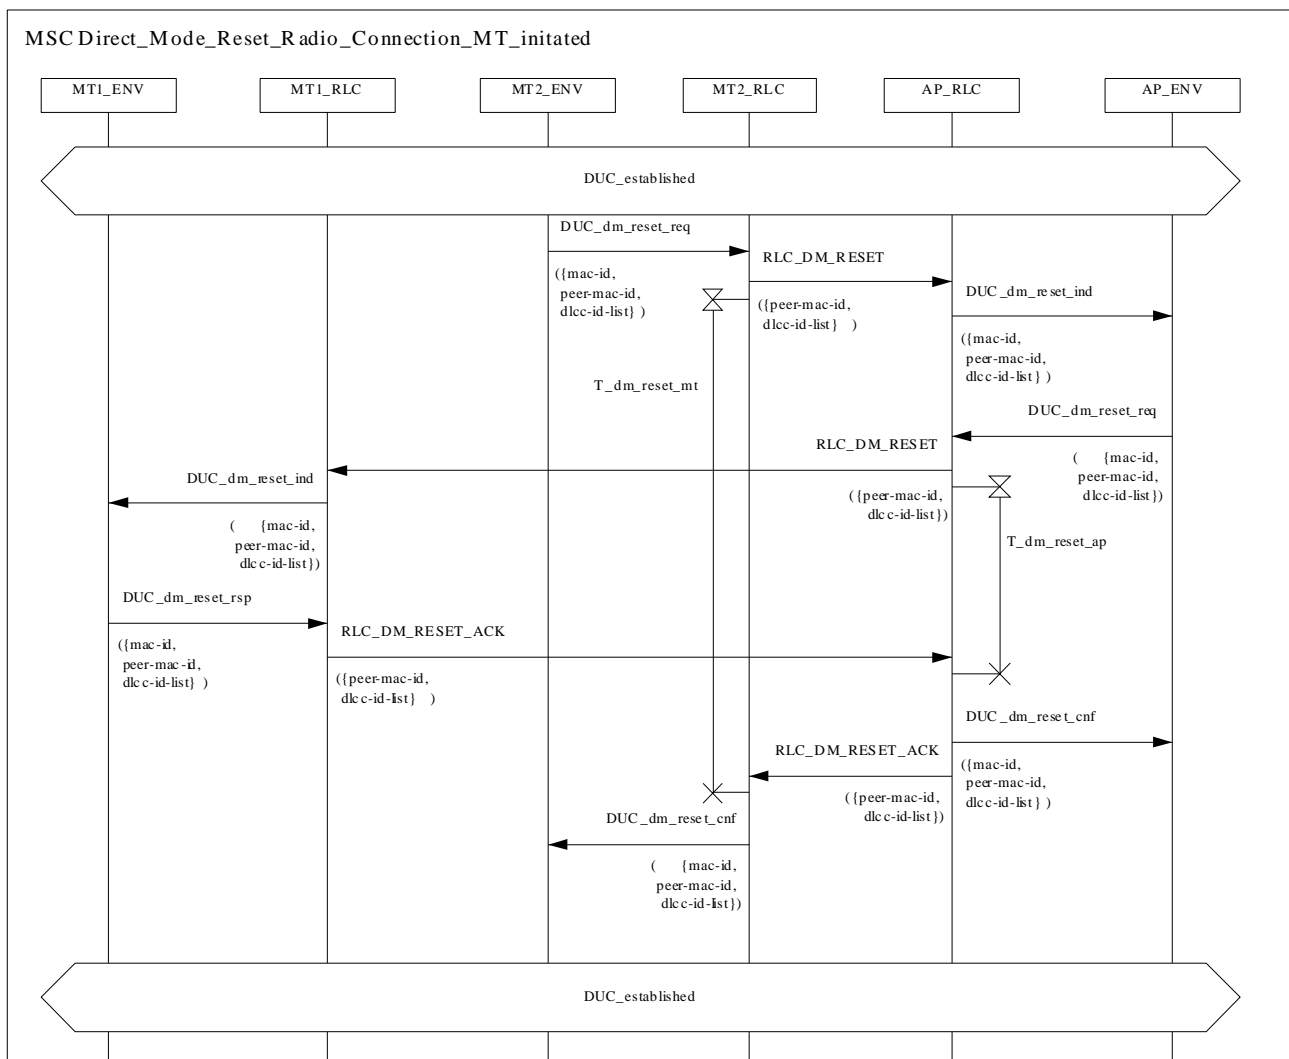 MSC Direct_Mode_Reset_Radio_Connection_MT_initated
MT1_ENV
MT1_RLC
MT2_ENV
MT2_RLC
AP_RLC
AP_ENV
DUC_established
DUC_dm_reset_req
({mac-id,
peer-mac-id,
dlcc-id-list} )
RLC_DM_RESET
({peer-mac-id,
dlcc-id-list} )
DUC_dm_reset_ind
({mac-id,
peer-mac-id,
dlcc-id-list} )
T_dm_reset_mt
DUC_dm_reset_req
( {mac-id,
peer-mac-id,
dlcc-id-list})
RLC_DM_RESET
({peer-mac-id,
dlcc-id-list})
DUC_dm_reset_ind
( {mac-id,
peer-mac-id,
dlcc-id-list})
T_dm_reset_ap
DUC_dm_reset_rsp
({mac-id,
peer-mac-id,
dlcc-id-list} )
RLC_DM_RESET_ACK
({peer-mac-id,
dlcc-id-list} )
DUC_dm_reset_cnf
({mac-id,
peer-mac-id,
dlcc-id-list} )
RLC_DM_RESET_ACK
({peer-mac-id,
dlcc-id-list})
DUC_dm_reset_cnf
( {mac-id,
peer-mac-id,
dlcc-id-list})
DUC_established